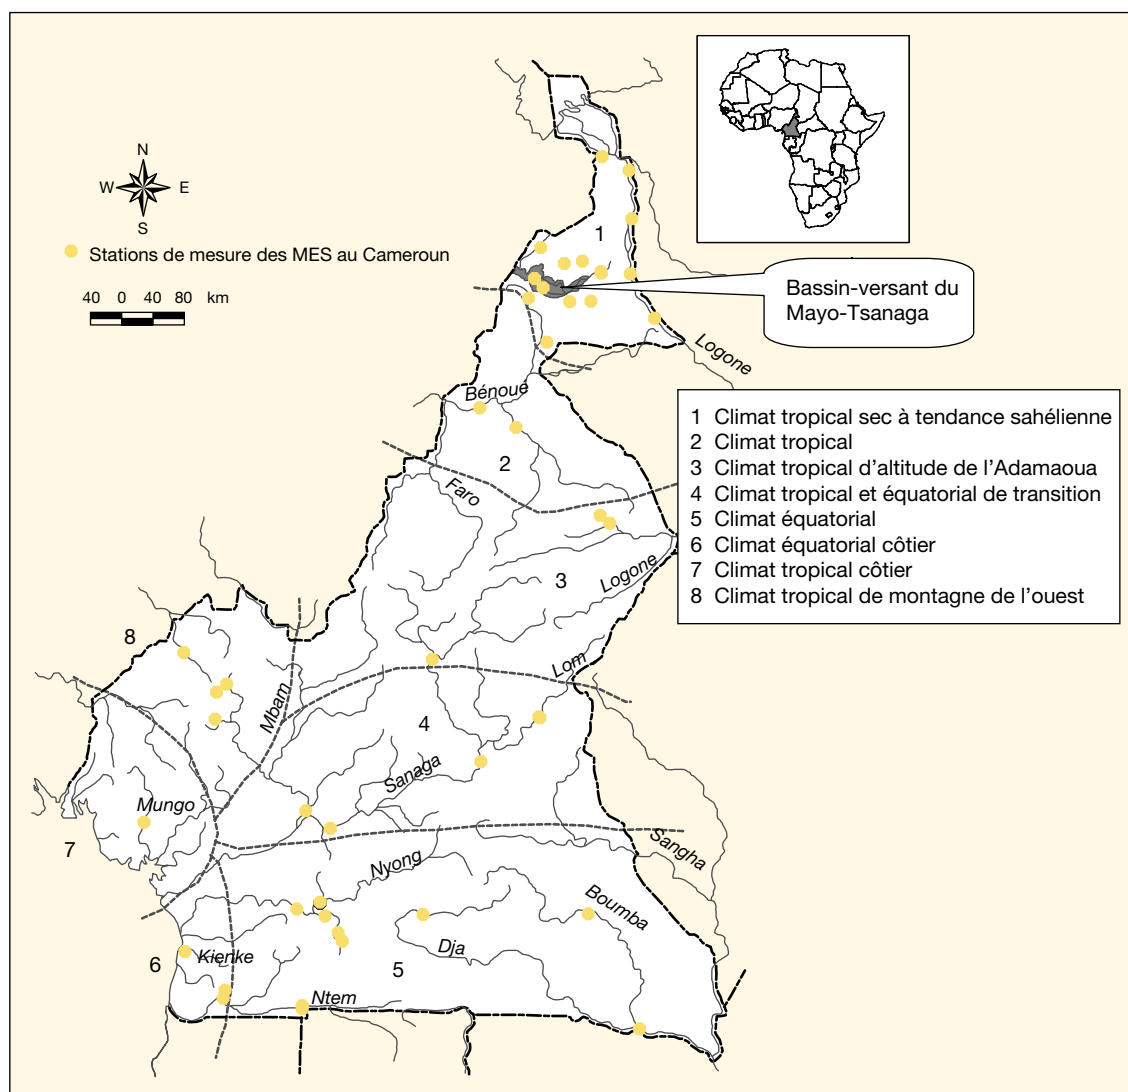 N
W E
S
Stations de mesure des MES au Cameroun
40 0 40 80 km
1
Bassin-versant du
Mayo-Tsanaga
Logone
Bénoué
2
Faro
1 Climat tropical sec à tendance sahélienne
2 Climat tropical
3 Climat tropical d'altitude de l'Adamaoua
4 Climat tropical et équatorial de transition
5 Climat équatorial
6 Climat équatorial côtier
7 Climat tropical côtier
8 Climat tropical de montagne de l'ouest
3
Logone
8
Lom
Mbam
4
Sanaga
Mungo
7
Sangha
Nyong
Boumba
Dja
Kienke
6
5
Ntem